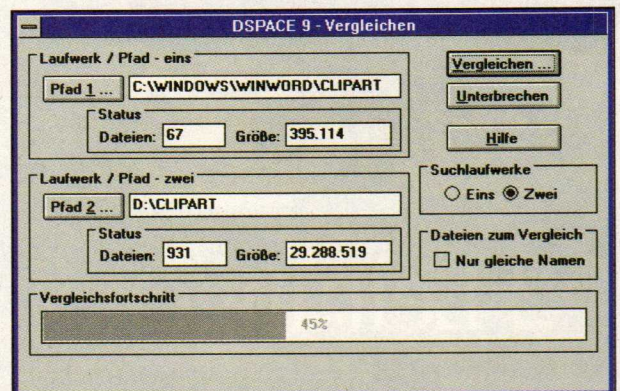 DSPACE 9 - Vergleichen
Laufwerk / Pfad - eins
Pfad 1 ... C:\WINDOWS\WINWORD\CLIPART
Status
Dateien: 67 Größe: 395.114
Laufwerk / Pfad - zwei
Pfad 2 ... D:\CLIPART
Status
Dateien: 931 Größe: 29.288.519
Vergleichen ...
Unterbrechen
Hilfe
Suchlaufwerke
Eins Zwei
Dateien zum Vergleich
Nur gleiche Namen
Vergleichsfortschritt
45%